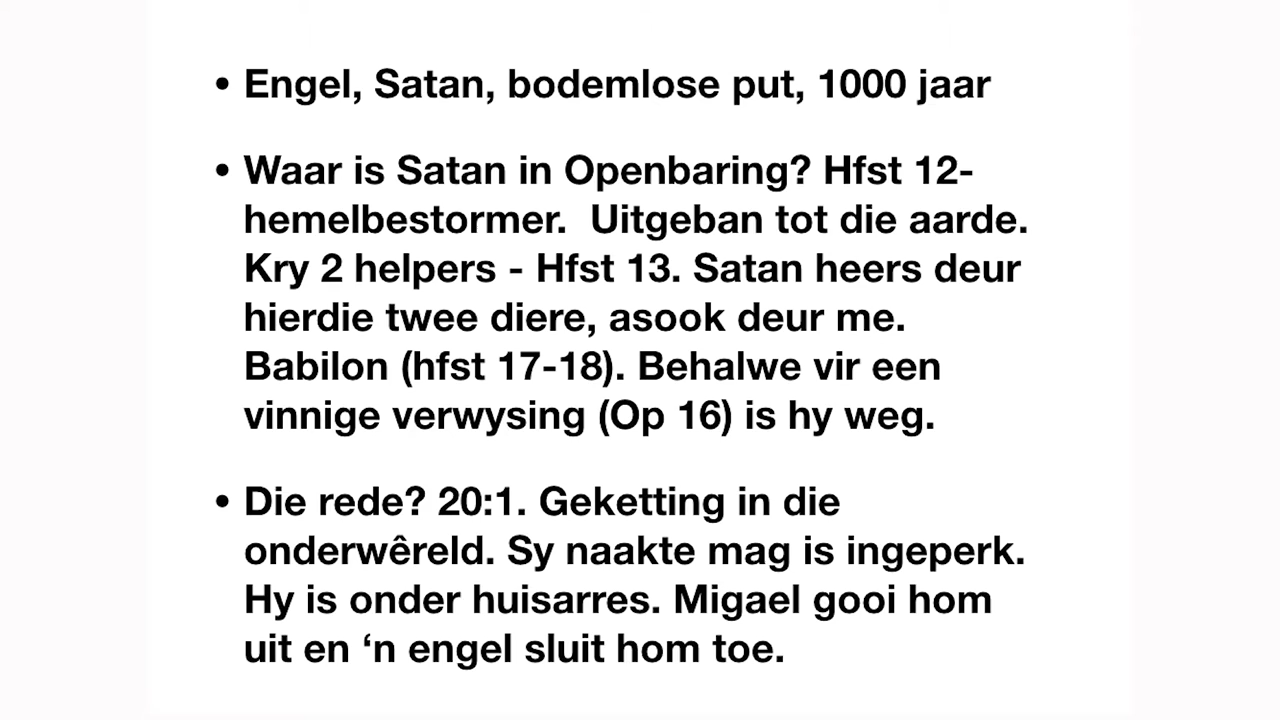 • Engel, Satan, bodemlose put, 1000 jaar
• Waar is Satan in Openbaring? Hfst 12-
hemelbestormer.  Uitgeban tot die aarde.
Kry 2 helpers - Hfst 13. Satan heers deur
hierdie twee diere, asook deur me.
Babilon (hfst 17-18). Behalwe vir een
vinnige verwysing (Op 16) is hy weg.
• Die rede? 20:1. Geketting in die
onderwêreld. Sy naakte mag is ingeperk.
Hy is onder huisarres. Migael gooi hom
uit en ‘n engel sluit hom toe.